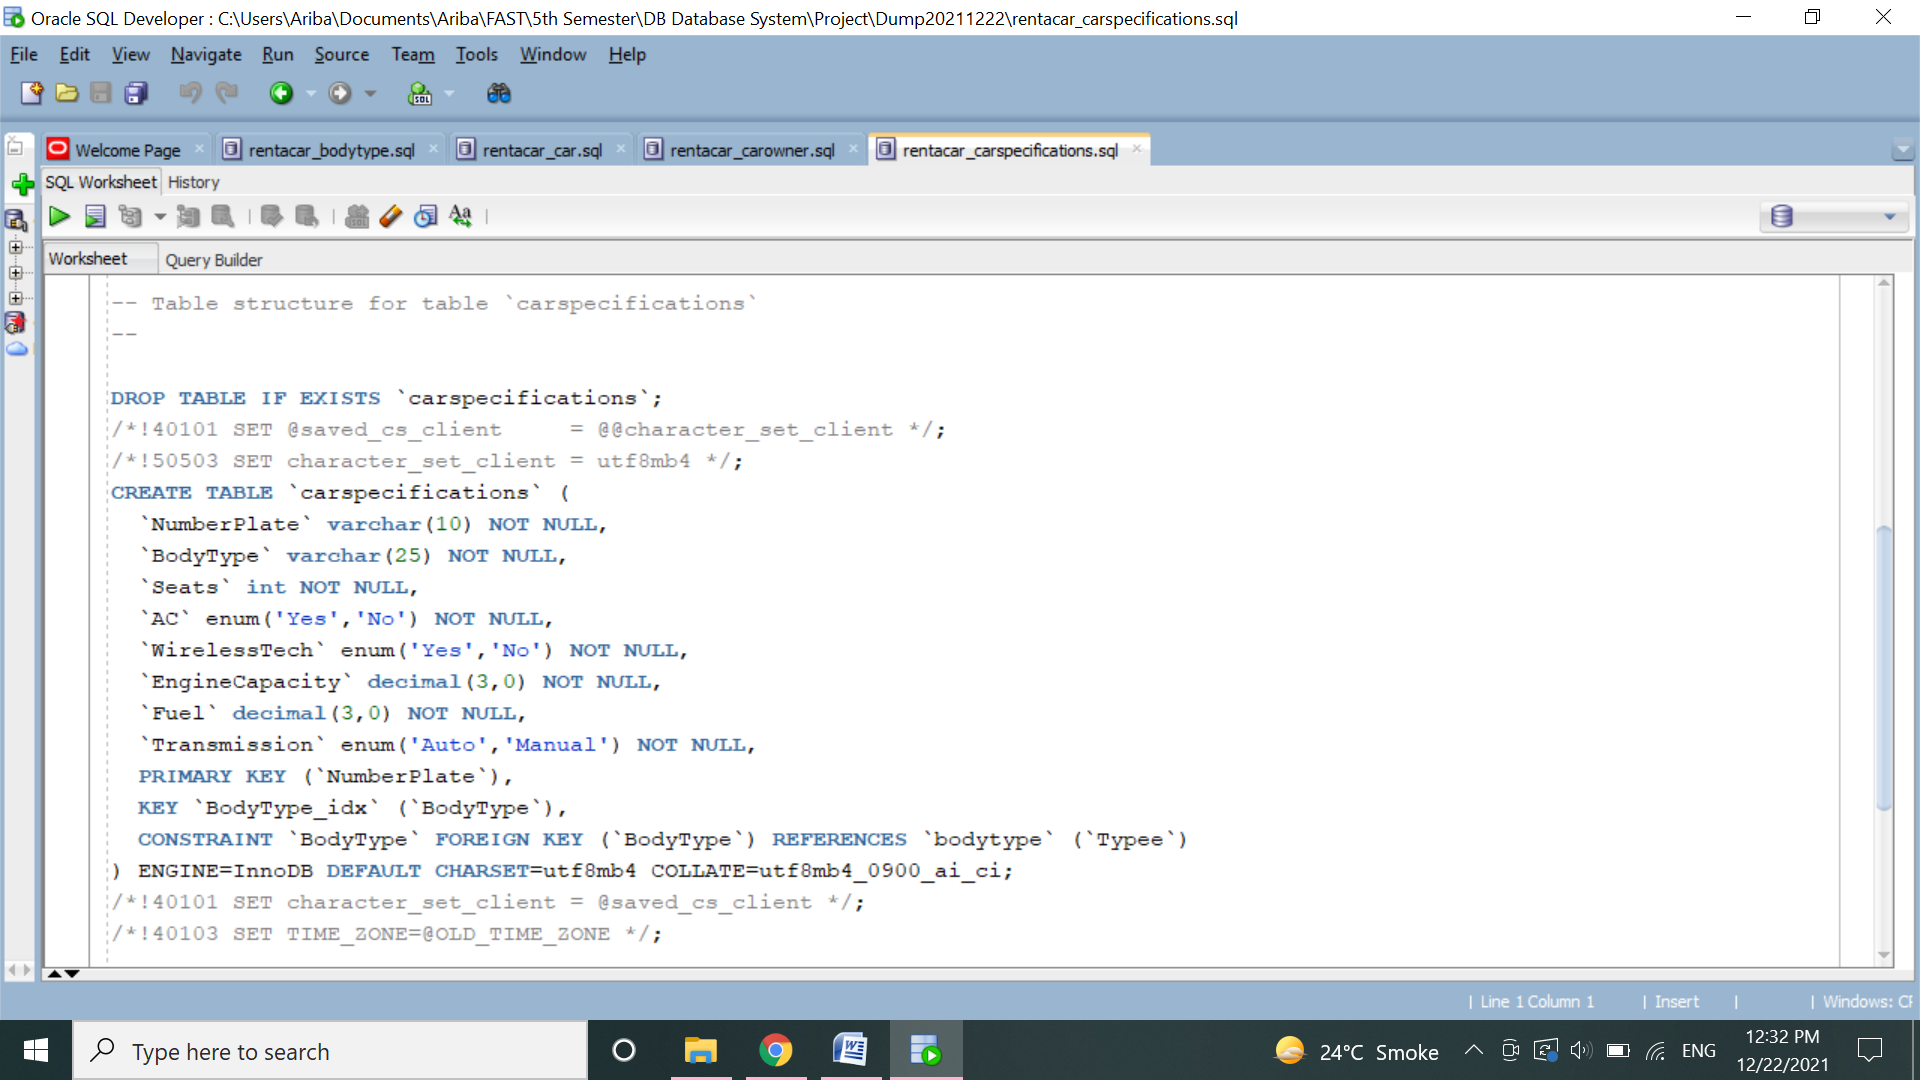 Oracle SQL Developer : C:\Users\Ariba\Documents\Ariba\FAST\5th Semester\DB Database System\Project\Dump20211222\rentacar_carspecifications.sql
File Edit View Navigate Run Source Team Tools Window Help
SQL
Welcome Page rentacar_bodytype.sql rentacar_car.sql rentacar_carowner.sql rentacar_carspecifications.sql
SQL Worksheet History
Aa
Worksheet Query Builder
-- Table structure for table `carspecifications`
--
DROP TABLE IF EXISTS `carspecifications`;
/*!40101 SET @saved_cs_client     = @@character_set_client */;
/*!50503 SET character_set_client = utf8mb4 */;
CREATE TABLE `carspecifications` (
  `NumberPlate` varchar(10) NOT NULL,
  `BodyType` varchar(25) NOT NULL,
  `Seats` int NOT NULL,
  `AC` enum('Yes','No') NOT NULL,
  `WirelessTech` enum('Yes','No') NOT NULL,
  `EngineCapacity` decimal(3,0) NOT NULL,
  `Fuel` decimal(3,0) NOT NULL,
  `Transmission` enum('Auto','Manual') NOT NULL,
  PRIMARY KEY (`NumberPlate`),
  KEY `BodyType_idx` (`BodyType`),
  CONSTRAINT `BodyType` FOREIGN KEY (`BodyType`) REFERENCES `bodytype` (`Typee`)
) ENGINE=InnoDB DEFAULT CHARSET=utf8mb4 COLLATE=utf8mb4_0900_ai_ci;
/*!40101 SET character_set_client = @saved_cs_client */;
/*!40103 SET TIME_ZONE=@OLD_TIME_ZONE */;
| Line 1 Column 1 | Insert | | Windows: CF
Type here to search
24°C Smoke
ENG
12:32 PM
12/22/2021